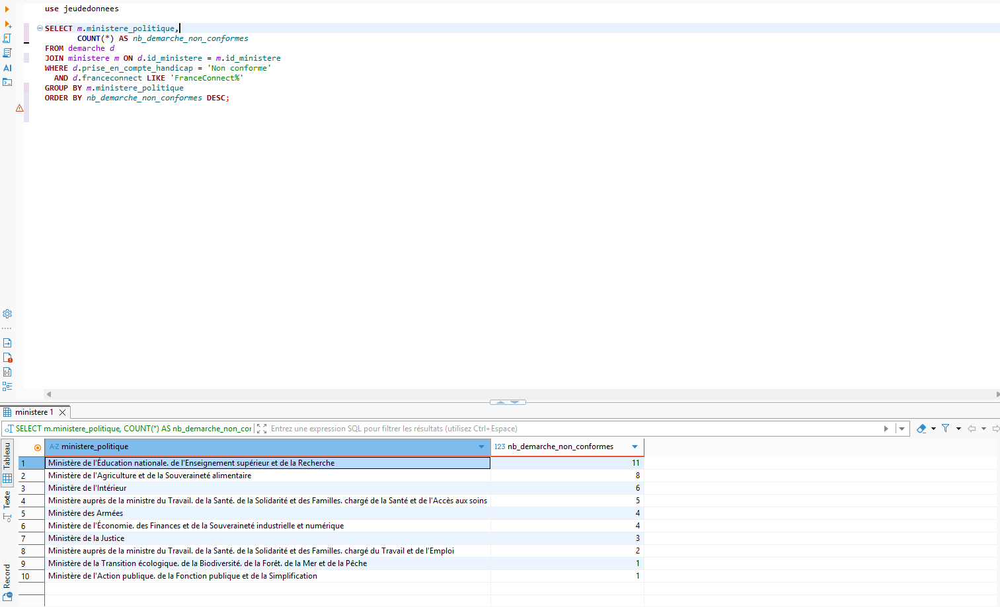 use jeudedonnees
SELECT m.ministere_politique,
COUNT(*) AS nb_demarche_non_conformes
FROM demarche d
JOIN ministere m ON d.id_ministere = m.id_ministere
WHERE d.prise_en_compte_handicap = 'Non conforme'
AND d.franceconnect LIKE 'FranceConnect%'
GROUP BY m.ministere_politique
ORDER BY nb_demarche_non_conformes DESC;
AI
ministere 1
SELECT m.ministere_politique, COUNT(*) AS nb_demarche_non_cor
Entrez une expression SQL pour filtrer les résultats (utilisez Ctrl+Espace)
Tableau
Texte
Record
A-Z ministere_politique 123 nb_demarche_non_conformes
1 Ministère de l'Éducation nationale. de l'Enseignement supérieur et de la Recherche 11
2 Ministère de l'Agriculture et de la Souveraineté alimentaire 8
3 Ministère de l'Intérieur 6
4 Ministère auprès de la ministre du Travail. de la Santé. de la Solidarité et des Familles. chargé de la Santé et de l'Accès aux soins 5
5 Ministère des Armées 4
6 Ministère de l'Économie. des Finances et de la Souveraineté industrielle et numérique 4
7 Ministère de la Justice 3
8 Ministère auprès de la ministre du Travail. de la Santé. de la Solidarité et des Familles. chargé du Travail et de l'Emploi 2
9 Ministère de la Transition écologique. de la Biodiversité. de la Forêt. de la Mer et de la Pêche 1
10 Ministère de l'Action publique. de la Fonction publique et de la Simplification 1